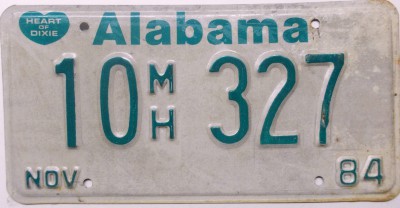 HEART
OF
DIXIE
Alabama
10 MH 327
NOV 84